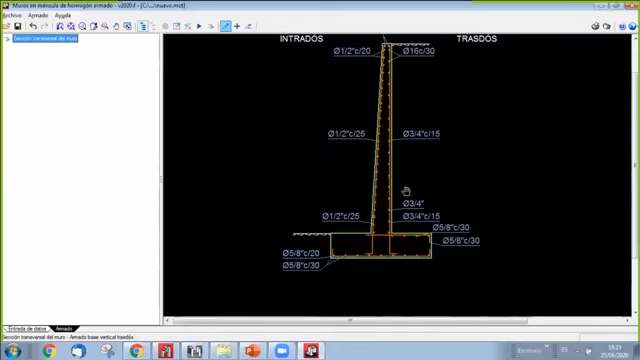 Muros en ménsula de hormigón armado - v2020.f - [C:\...\nuevo.mct]
Archivo Armado Ayuda
Sección transversal del muro
INTRADÓS TRASDÓS
Ø1/2"c/20 Ø16c/30
Ø1/2"c/25 Ø3/4"c/15
Ø3/4"
Ø1/2"c/25 Ø3/4"c/15
Ø5/8"c/30
Ø5/8"c/30
Ø5/8"c/20
Ø5/8"c/30
Entrada de datos Armado
Sección transversal del muro - Armado base vertical trasdós
Escritorio ES 18:23
25/06/2020